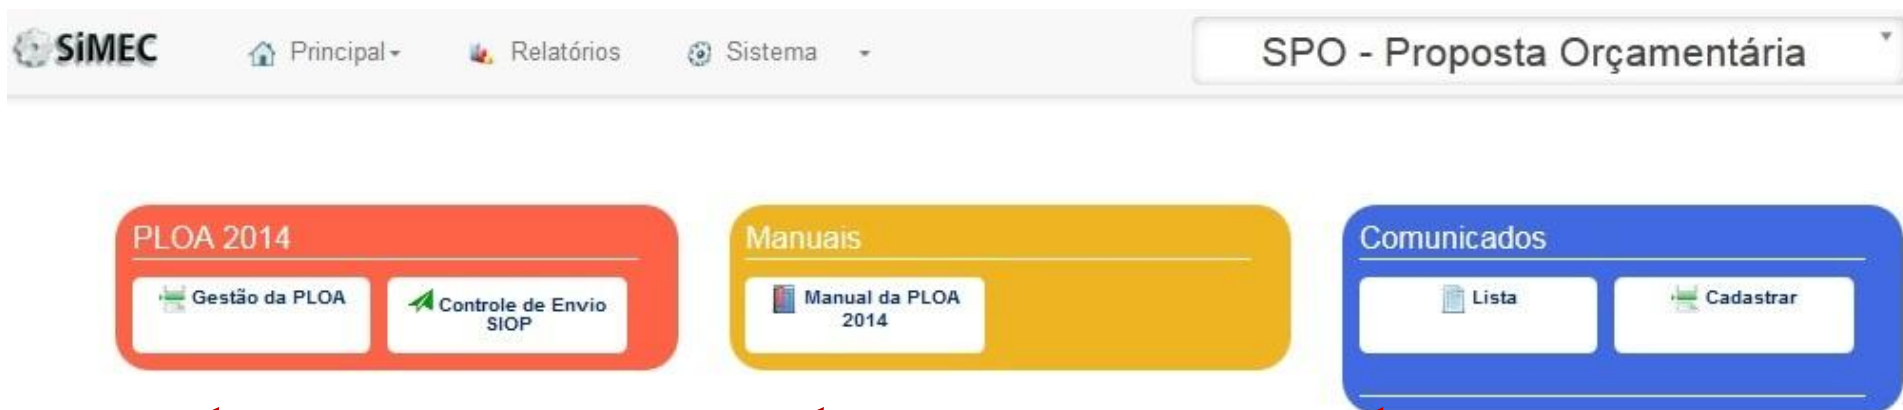 SiMEC Principal Relatórios Sistema SPO - Proposta Orçamentária
PLOA 2014
Gestão da PLOA
Controle de Envio
SIOP
Manuais
Manual da PLOA
2014
Comunicados
Lista
Cadastrar